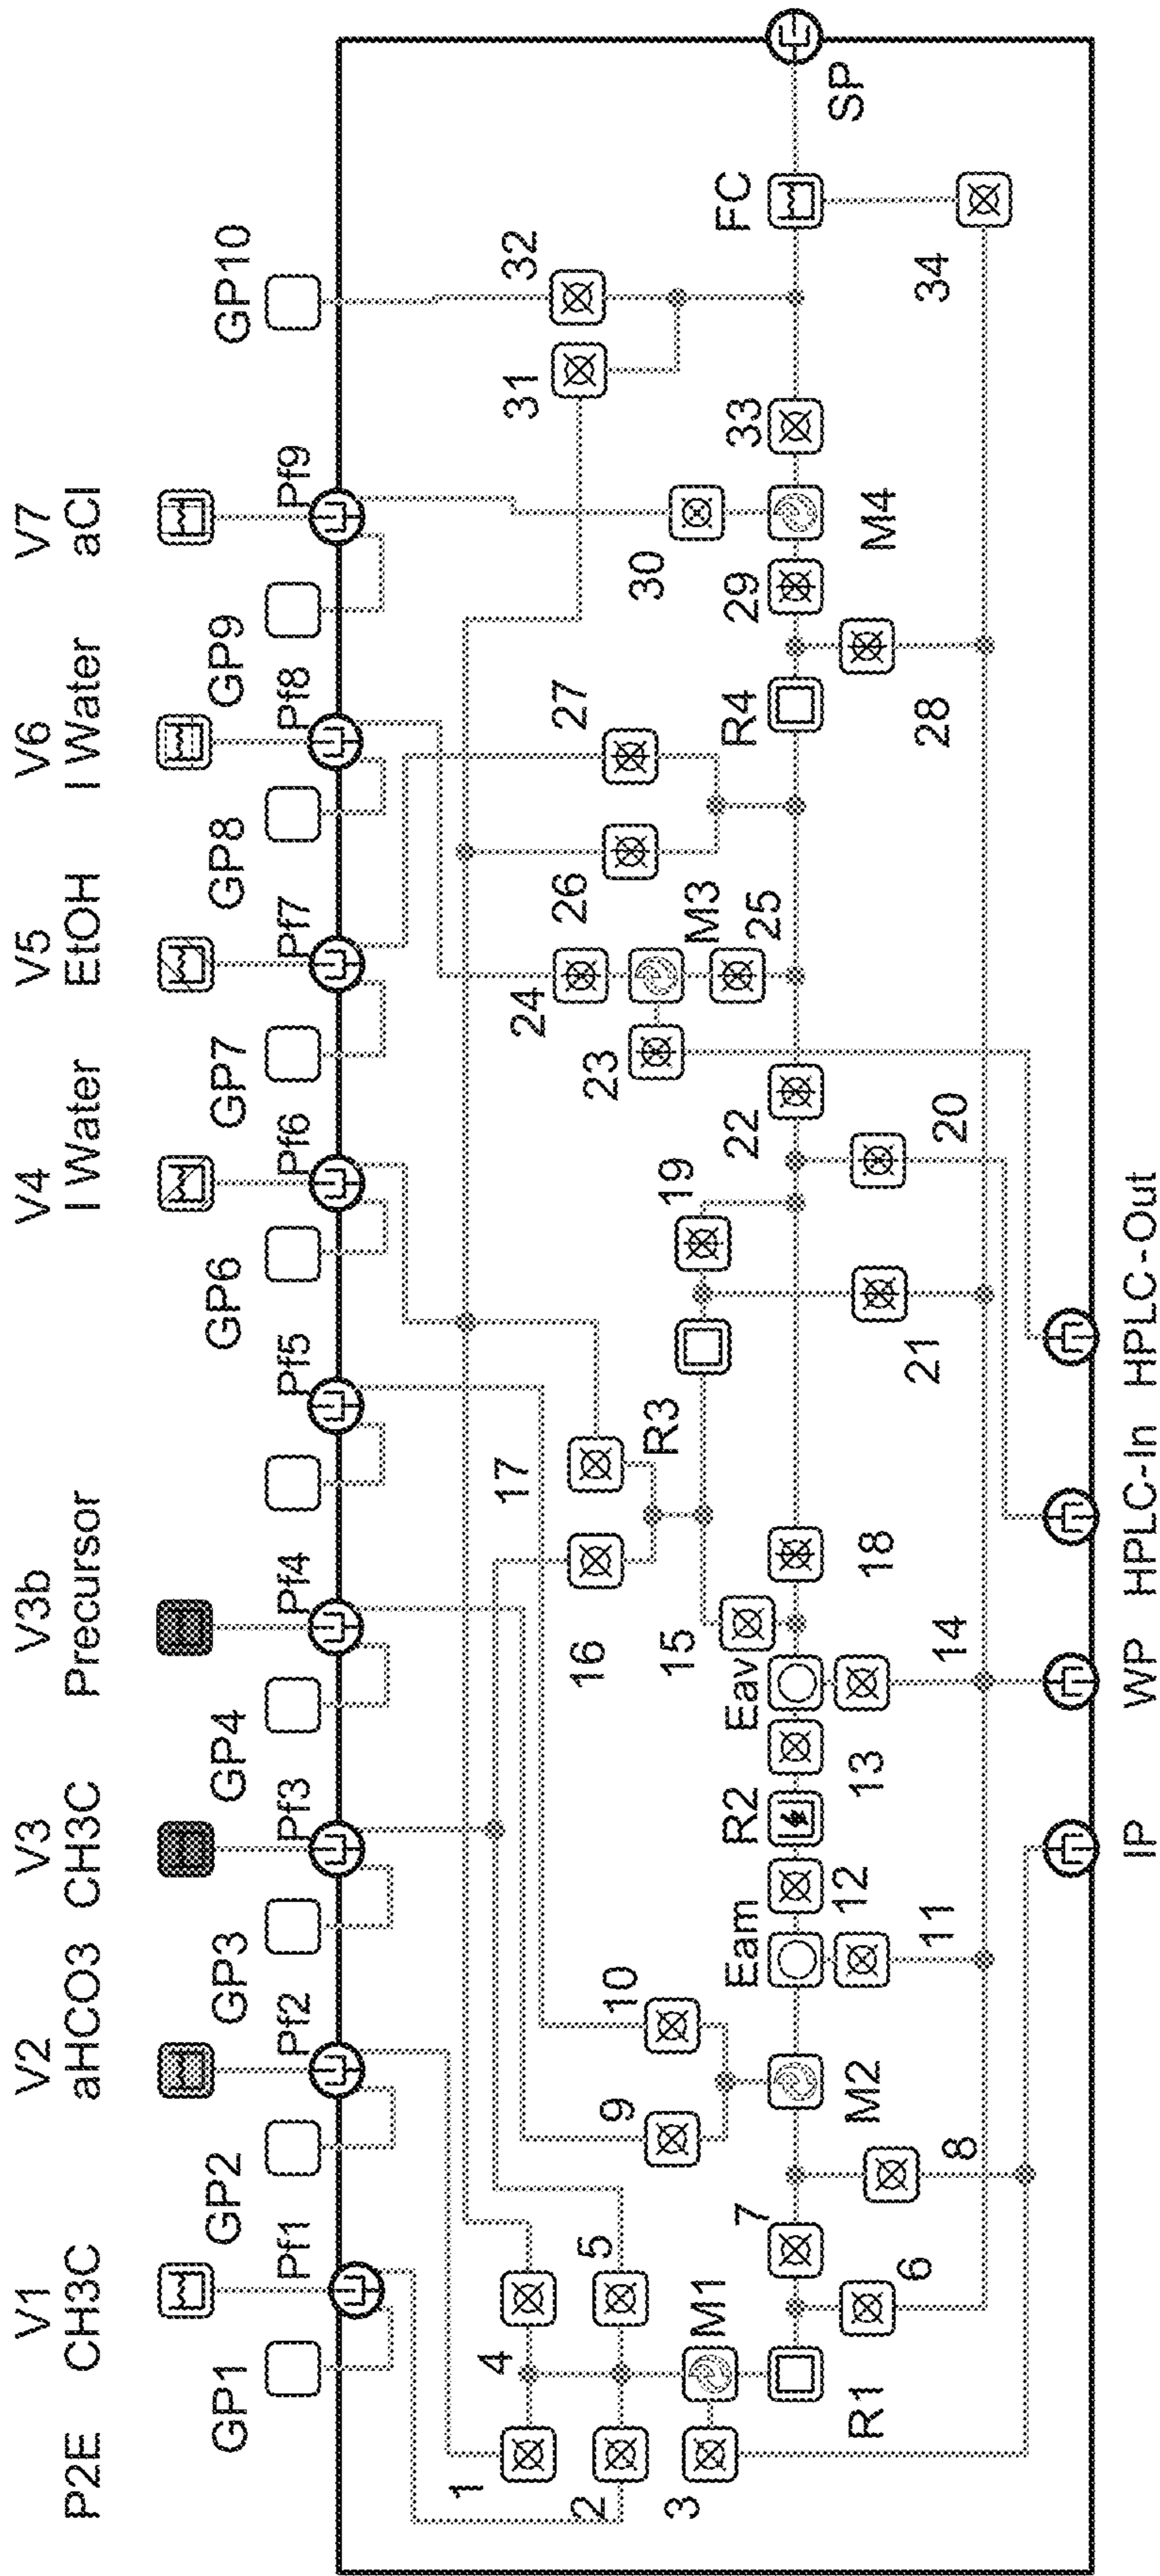 V1 V2 V3 V3b V4 V5 V6 V7
P2E CH3C aHCO3 CH3C Precursor I Water EtOH I Water aCl
GP1 GP2 GP3 GP4 GP6 GP7 GP8 GP9 GP10
Pf1 Pf2 Pf3 Pf4 Pf5 Pf6 Pf7 Pf8 Pf9
1 4 17 24 31 32
2 5 16 23 26 27
3 M1 9 10 15 R3 19 M3 30
7 Eam R2 Eav 22 25 R4 29 33 FC
R1 6 M2 12 13 18 M4 SP
8 11 14 21 20 28 34
IP WP HPLC-In HPLC-Out